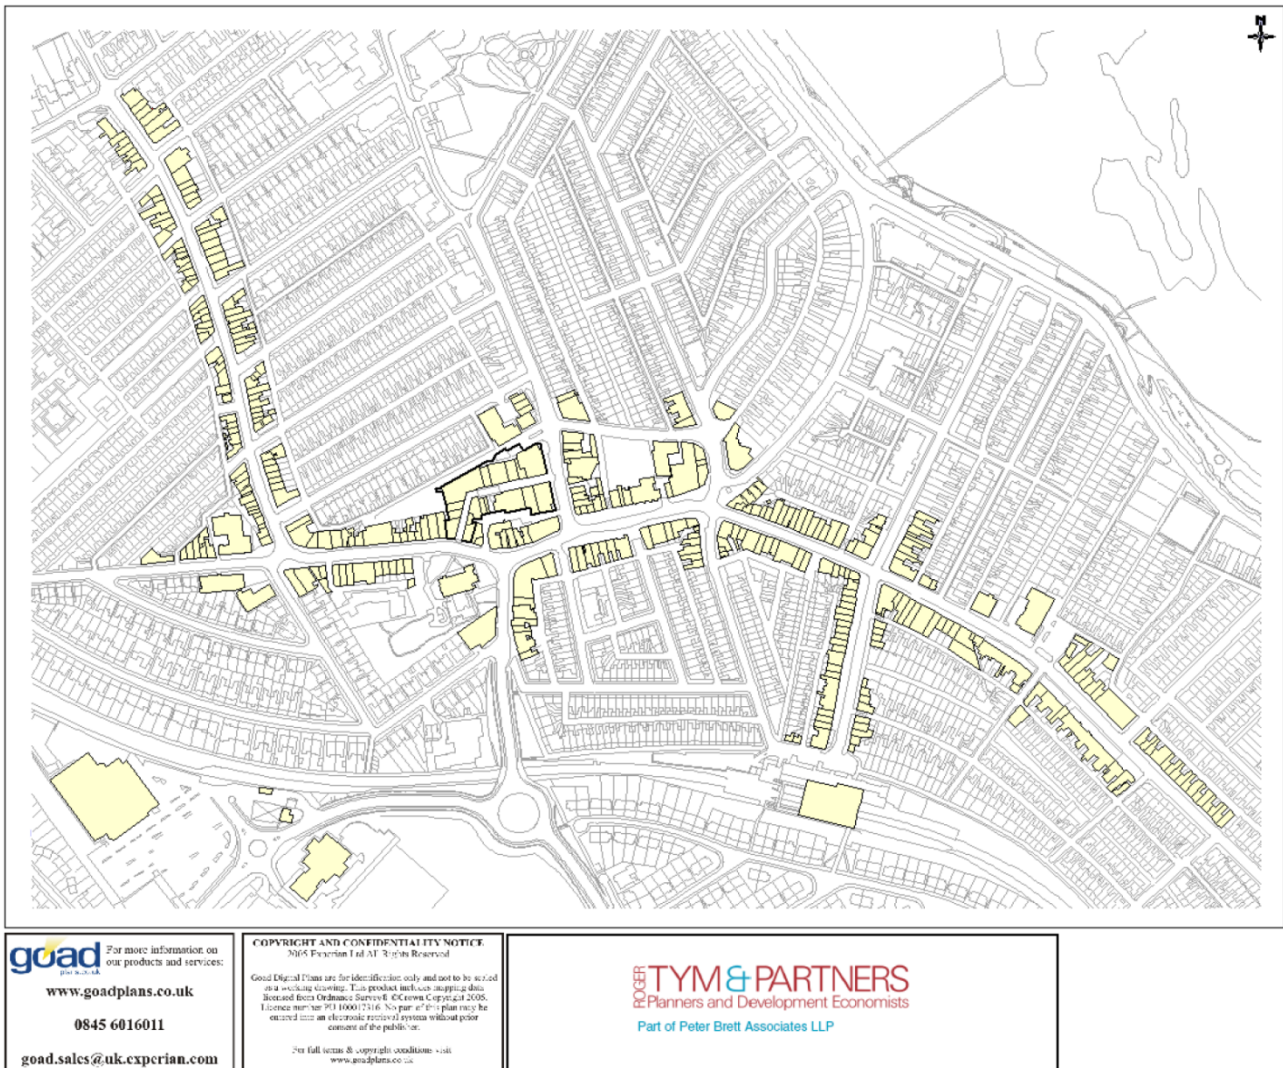 N
goad
For more information on
our products and services:
www.goadplans.co.uk
0845 6016011
goad.sales@uk.experian.com
COPYRIGHT AND CONFIDENTIALITY NOTICE
2005 Experian Ltd All Rights Reserved
Goad Digital Plans are for identification only and not to be scaled
as a working drawing. This product includes mapping data
licensed from Ordnance Survey® ©Crown Copyright 2005.
Licence number PU 100017316. No part of this plan may be
entered into an electronic retrieval system without prior
consent of the publisher.
For full terms & copyright conditions visit
www.goadplans.co.uk
ROGER TYM & PARTNERS
Planners and Development Economists
Part of Peter Brett Associates LLP